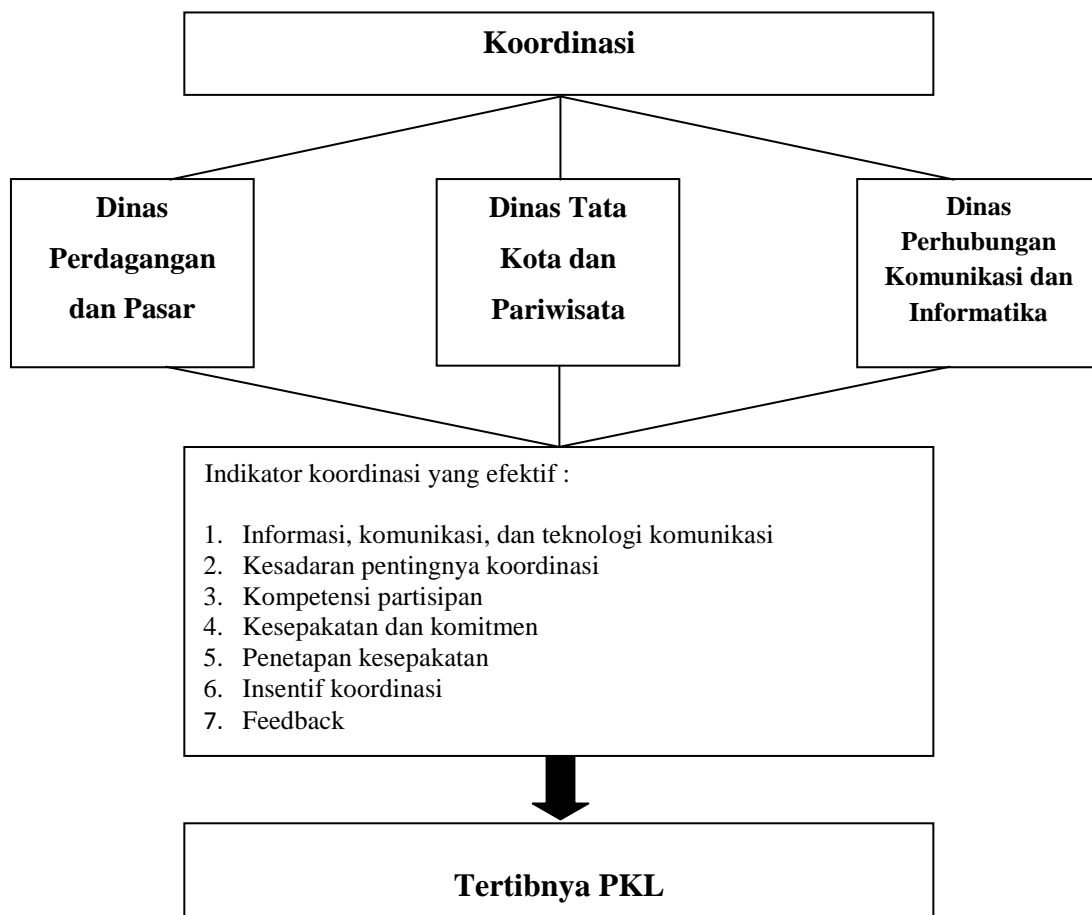 Koordinasi
Dinas
Perdagangan
dan Pasar
Dinas Tata
Kota dan
Pariwisata
Dinas
Perhubungan
Komunikasi dan
Informatika
Indikator koordinasi yang efektif :
1. Informasi, komunikasi, dan teknologi komunikasi
2. Kesadaran pentingnya koordinasi
3. Kompetensi partisipan
4. Kesepakatan dan komitmen
5. Penetapan kesepakatan
6. Insentif koordinasi
7. Feedback
Tertibnya PKL